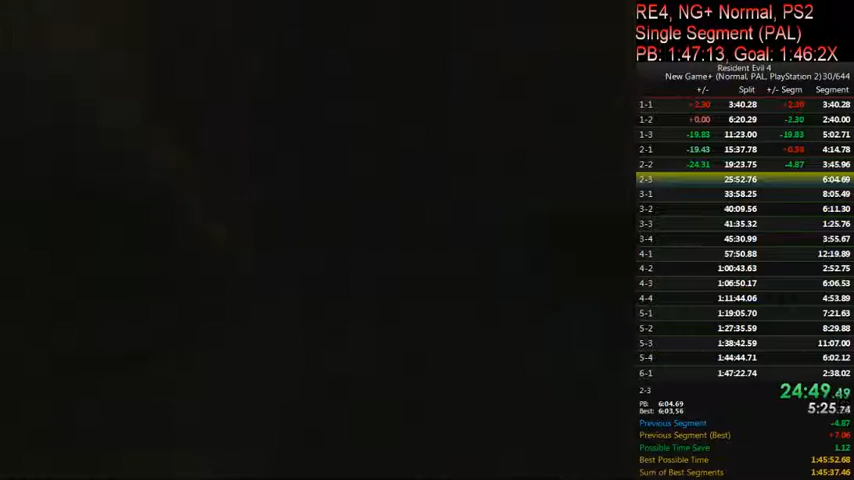 RE4, NG+ Normal, PS2
Single Segment (PAL)
PB: 1:47:13, Goal: 1:46:2X
Resident Evil 4
New Game+ (Normal, PAL, PlayStation 2) 30/644
+/- Split +/- Segm Segment
1-1 +2.30 3:40.28 +2.30 3:40.28
1-2 +0.00 6:20.29 -2.30 2:40.00
1-3 -19.83 11:23.00 -19.83 5:02.71
2-1 -19.43 15:37.78 +0.39 4:14.78
2-2 -24.31 19:23.75 -4.87 3:45.96
2-3 25:52.76 6:04.69
3-1 33:58.25 8:05.49
3-2 40:09.56 6:11.30
3-3 41:35.32 1:25.76
3-4 45:30.99 3:55.67
4-1 57:50.88 12:19.89
4-2 1:00:43.63 2:52.75
4-3 1:06:50.17 6:06.53
4-4 1:11:44.06 4:53.89
5-1 1:19:05.70 7:21.63
5-2 1:27:35.59 8:29.88
5-3 1:38:42.59 11:07.00
5-4 1:44:44.71 6:02.12
6-1 1:47:22.74 2:38.02
2-3 24:49.49
PB: 6:04.69
Best: 6:03.56 5:25.24
Previous Segment -4.87
Previous Segment (Best) +7.06
Possible Time Save 1.12
Best Possible Time 1:45:52.68
Sum of Best Segments 1:45:37.46